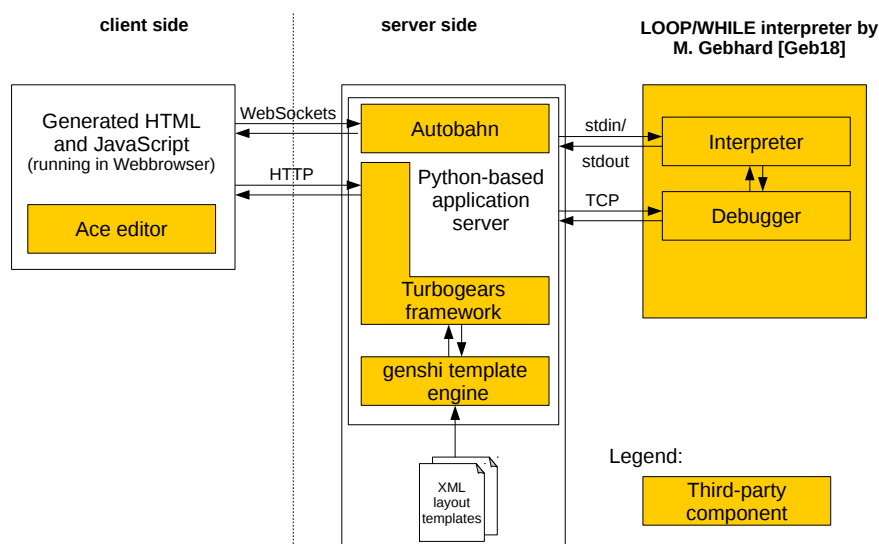 client side
server side
LOOP/WHILE interpreter by
M. Gebhard [Geb18]
Generated HTML
and JavaScript
(running in Webbrowser)
Ace editor
WebSockets
HTTP
Autobahn
Python-based
application
server
Turbogears
framework
genshi template
engine
XML
layout
templates
stdin/
stdout
TCP
Interpreter
Debugger
Legend:
Third-party
component